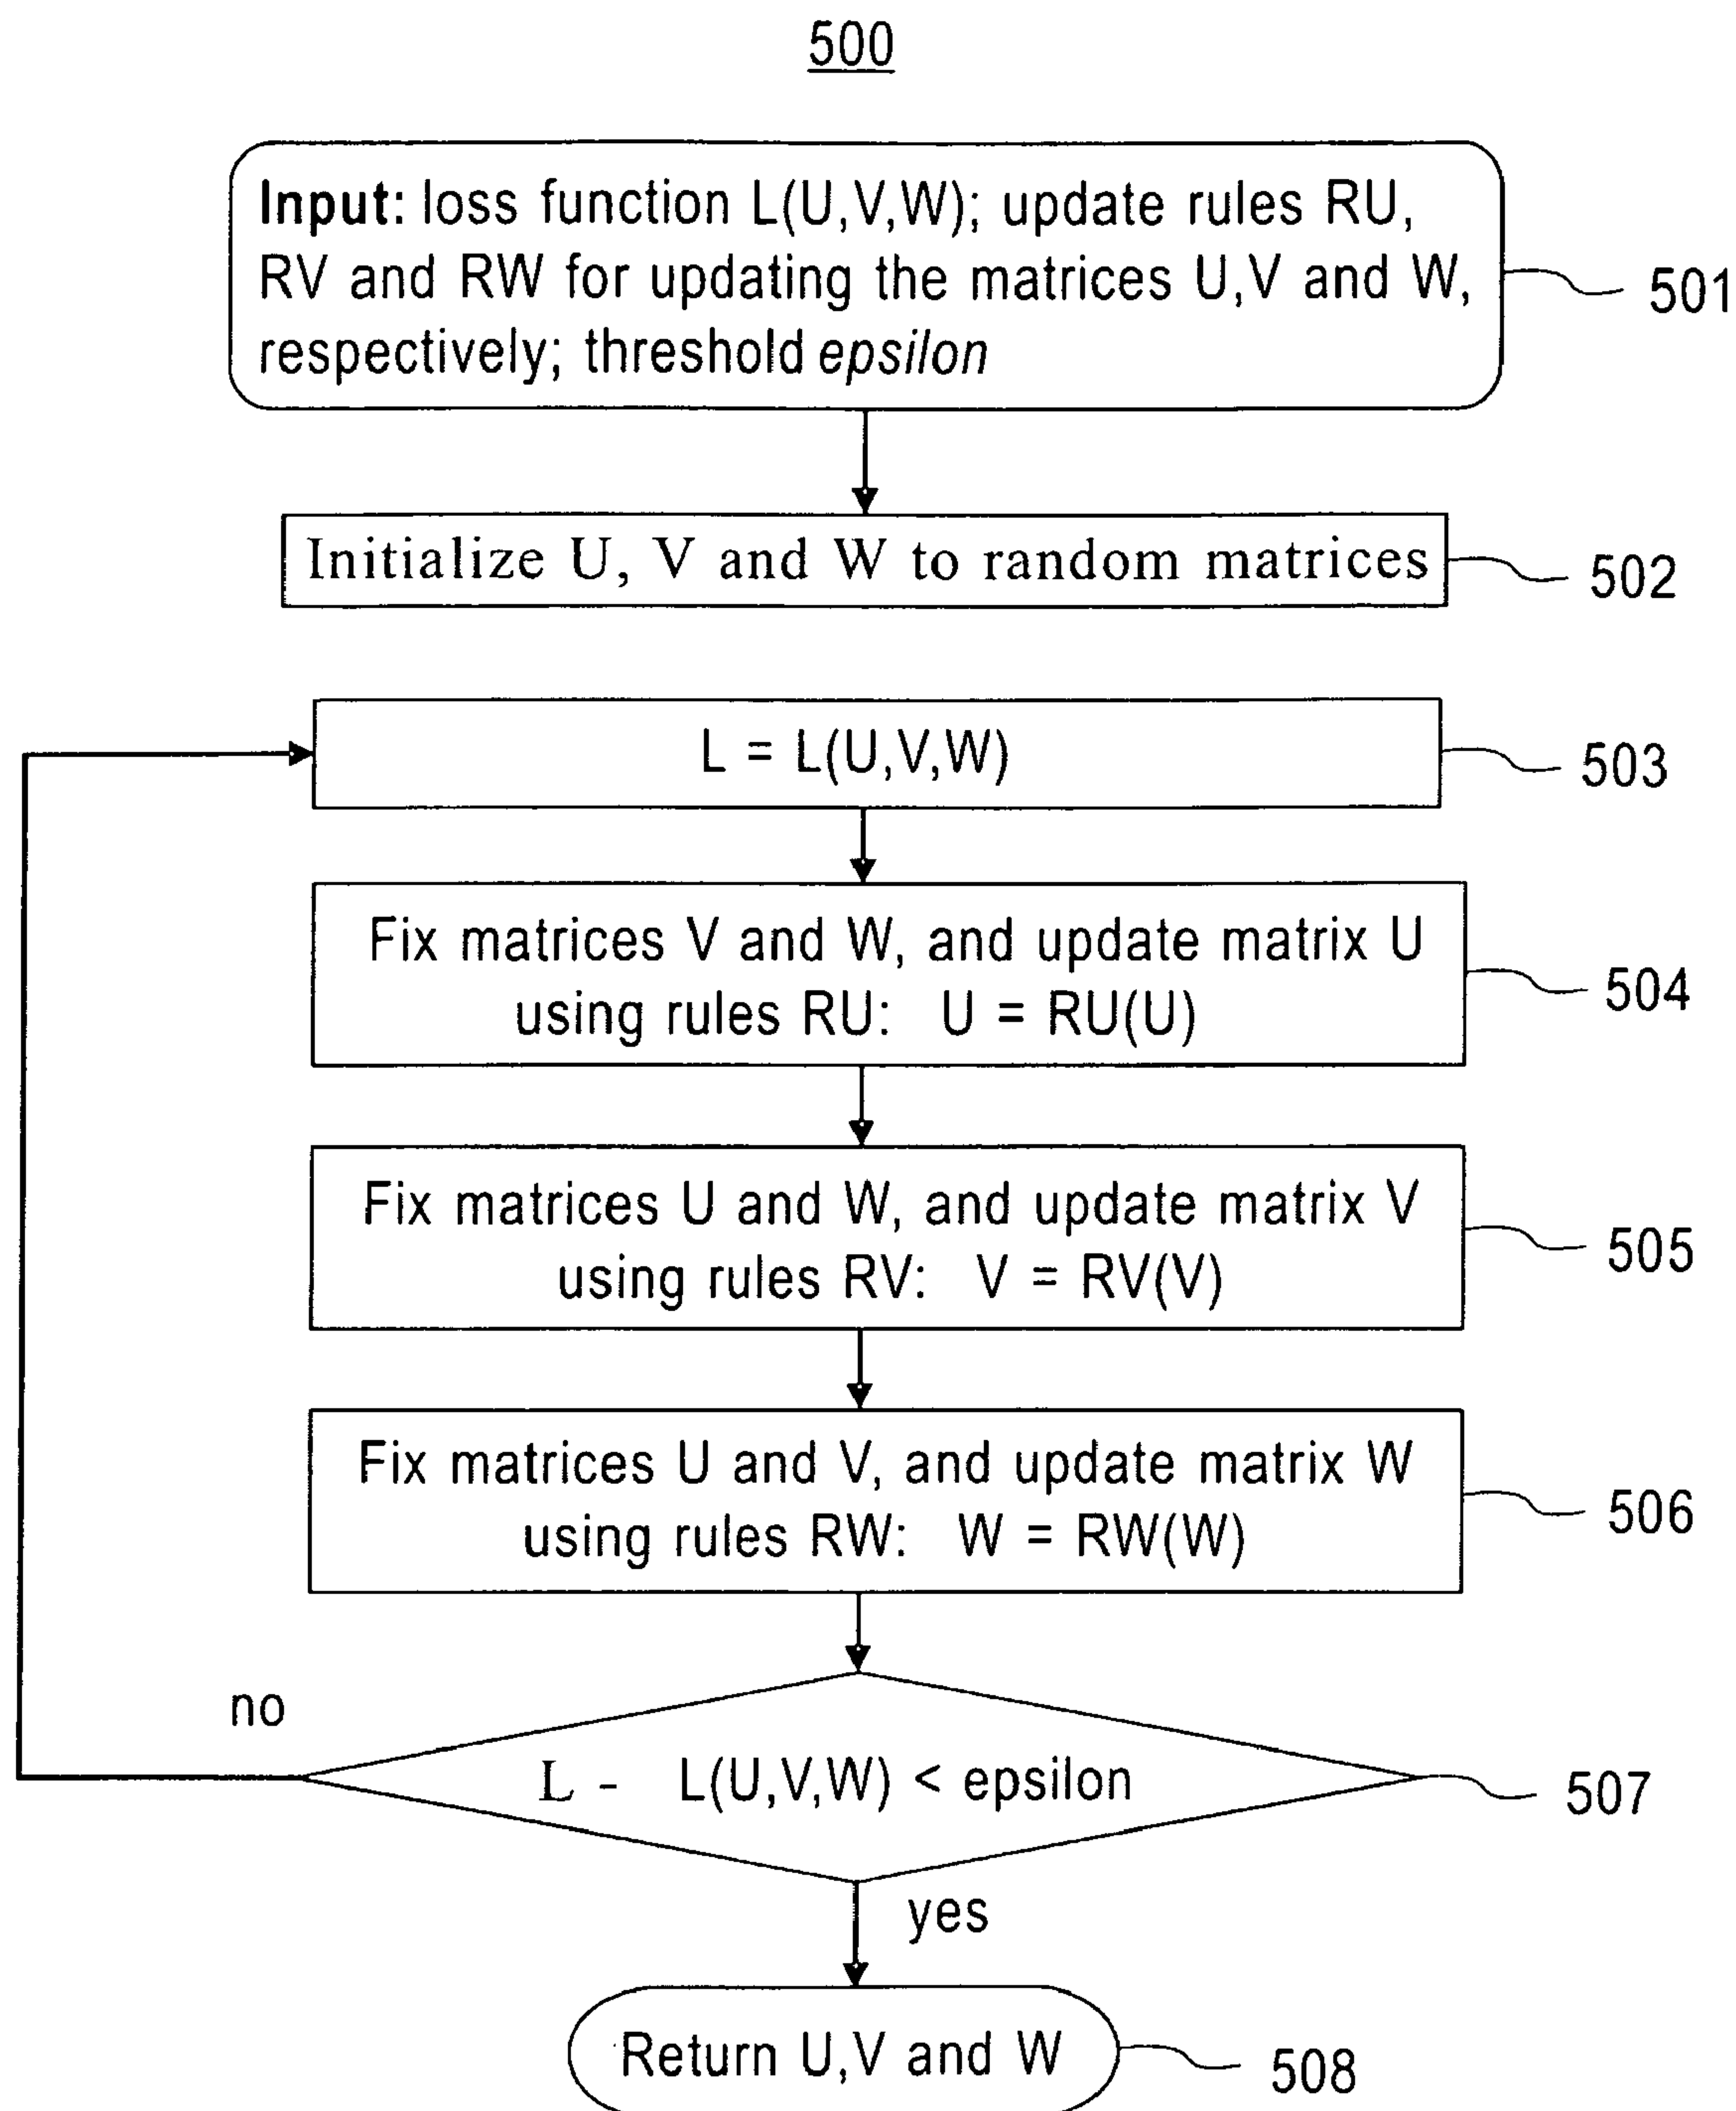 500
Input: loss function L(U,V,W); update rules RU,
RV and RW for updating the matrices U,V and W,
respectively; threshold epsilon
501
Initialize U, V and W to random matrices
502
L = L(U,V,W)
503
Fix matrices V and W, and update matrix U
using rules RU: U = RU(U)
504
Fix matrices U and W, and update matrix V
using rules RV: V = RV(V)
505
Fix matrices U and V, and update matrix W
using rules RW: W = RW(W)
506
no
L - L(U,V,W) < epsilon
507
yes
Return U,V and W
508